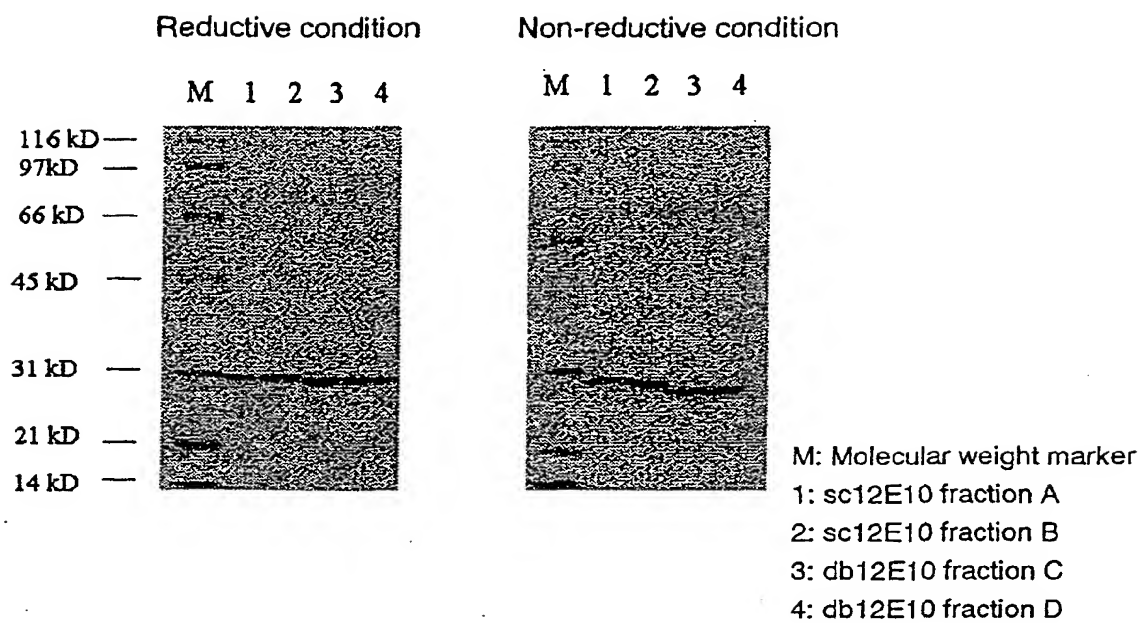 Reductive condition
Non-reductive condition
M 1 2 3 4
M 1 2 3 4
116 kD
97kD
66 kD
45 kD
31 kD
21 kD
14 kD
M: Molecular weight marker
1: sc12E10 fraction A
2: sc12E10 fraction B
3: db12E10 fraction C
4: db12E10 fraction D